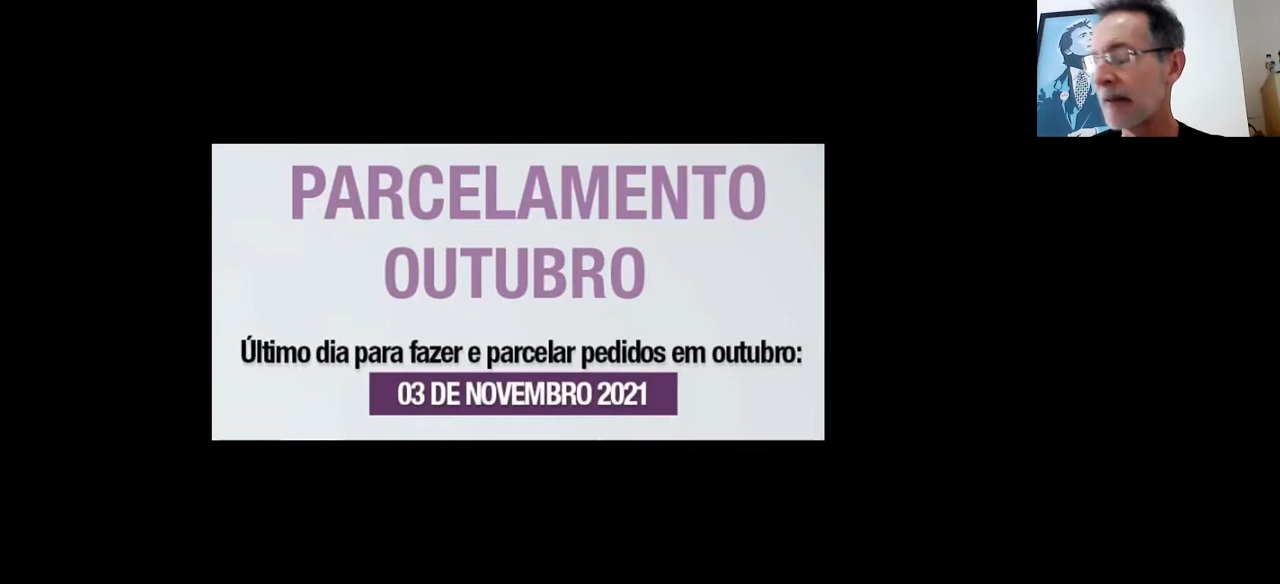 PARCELAMENTO
OUTUBRO
Último dia para fazer e parcelar pedidos em outubro:
03 DE NOVEMBRO 2021